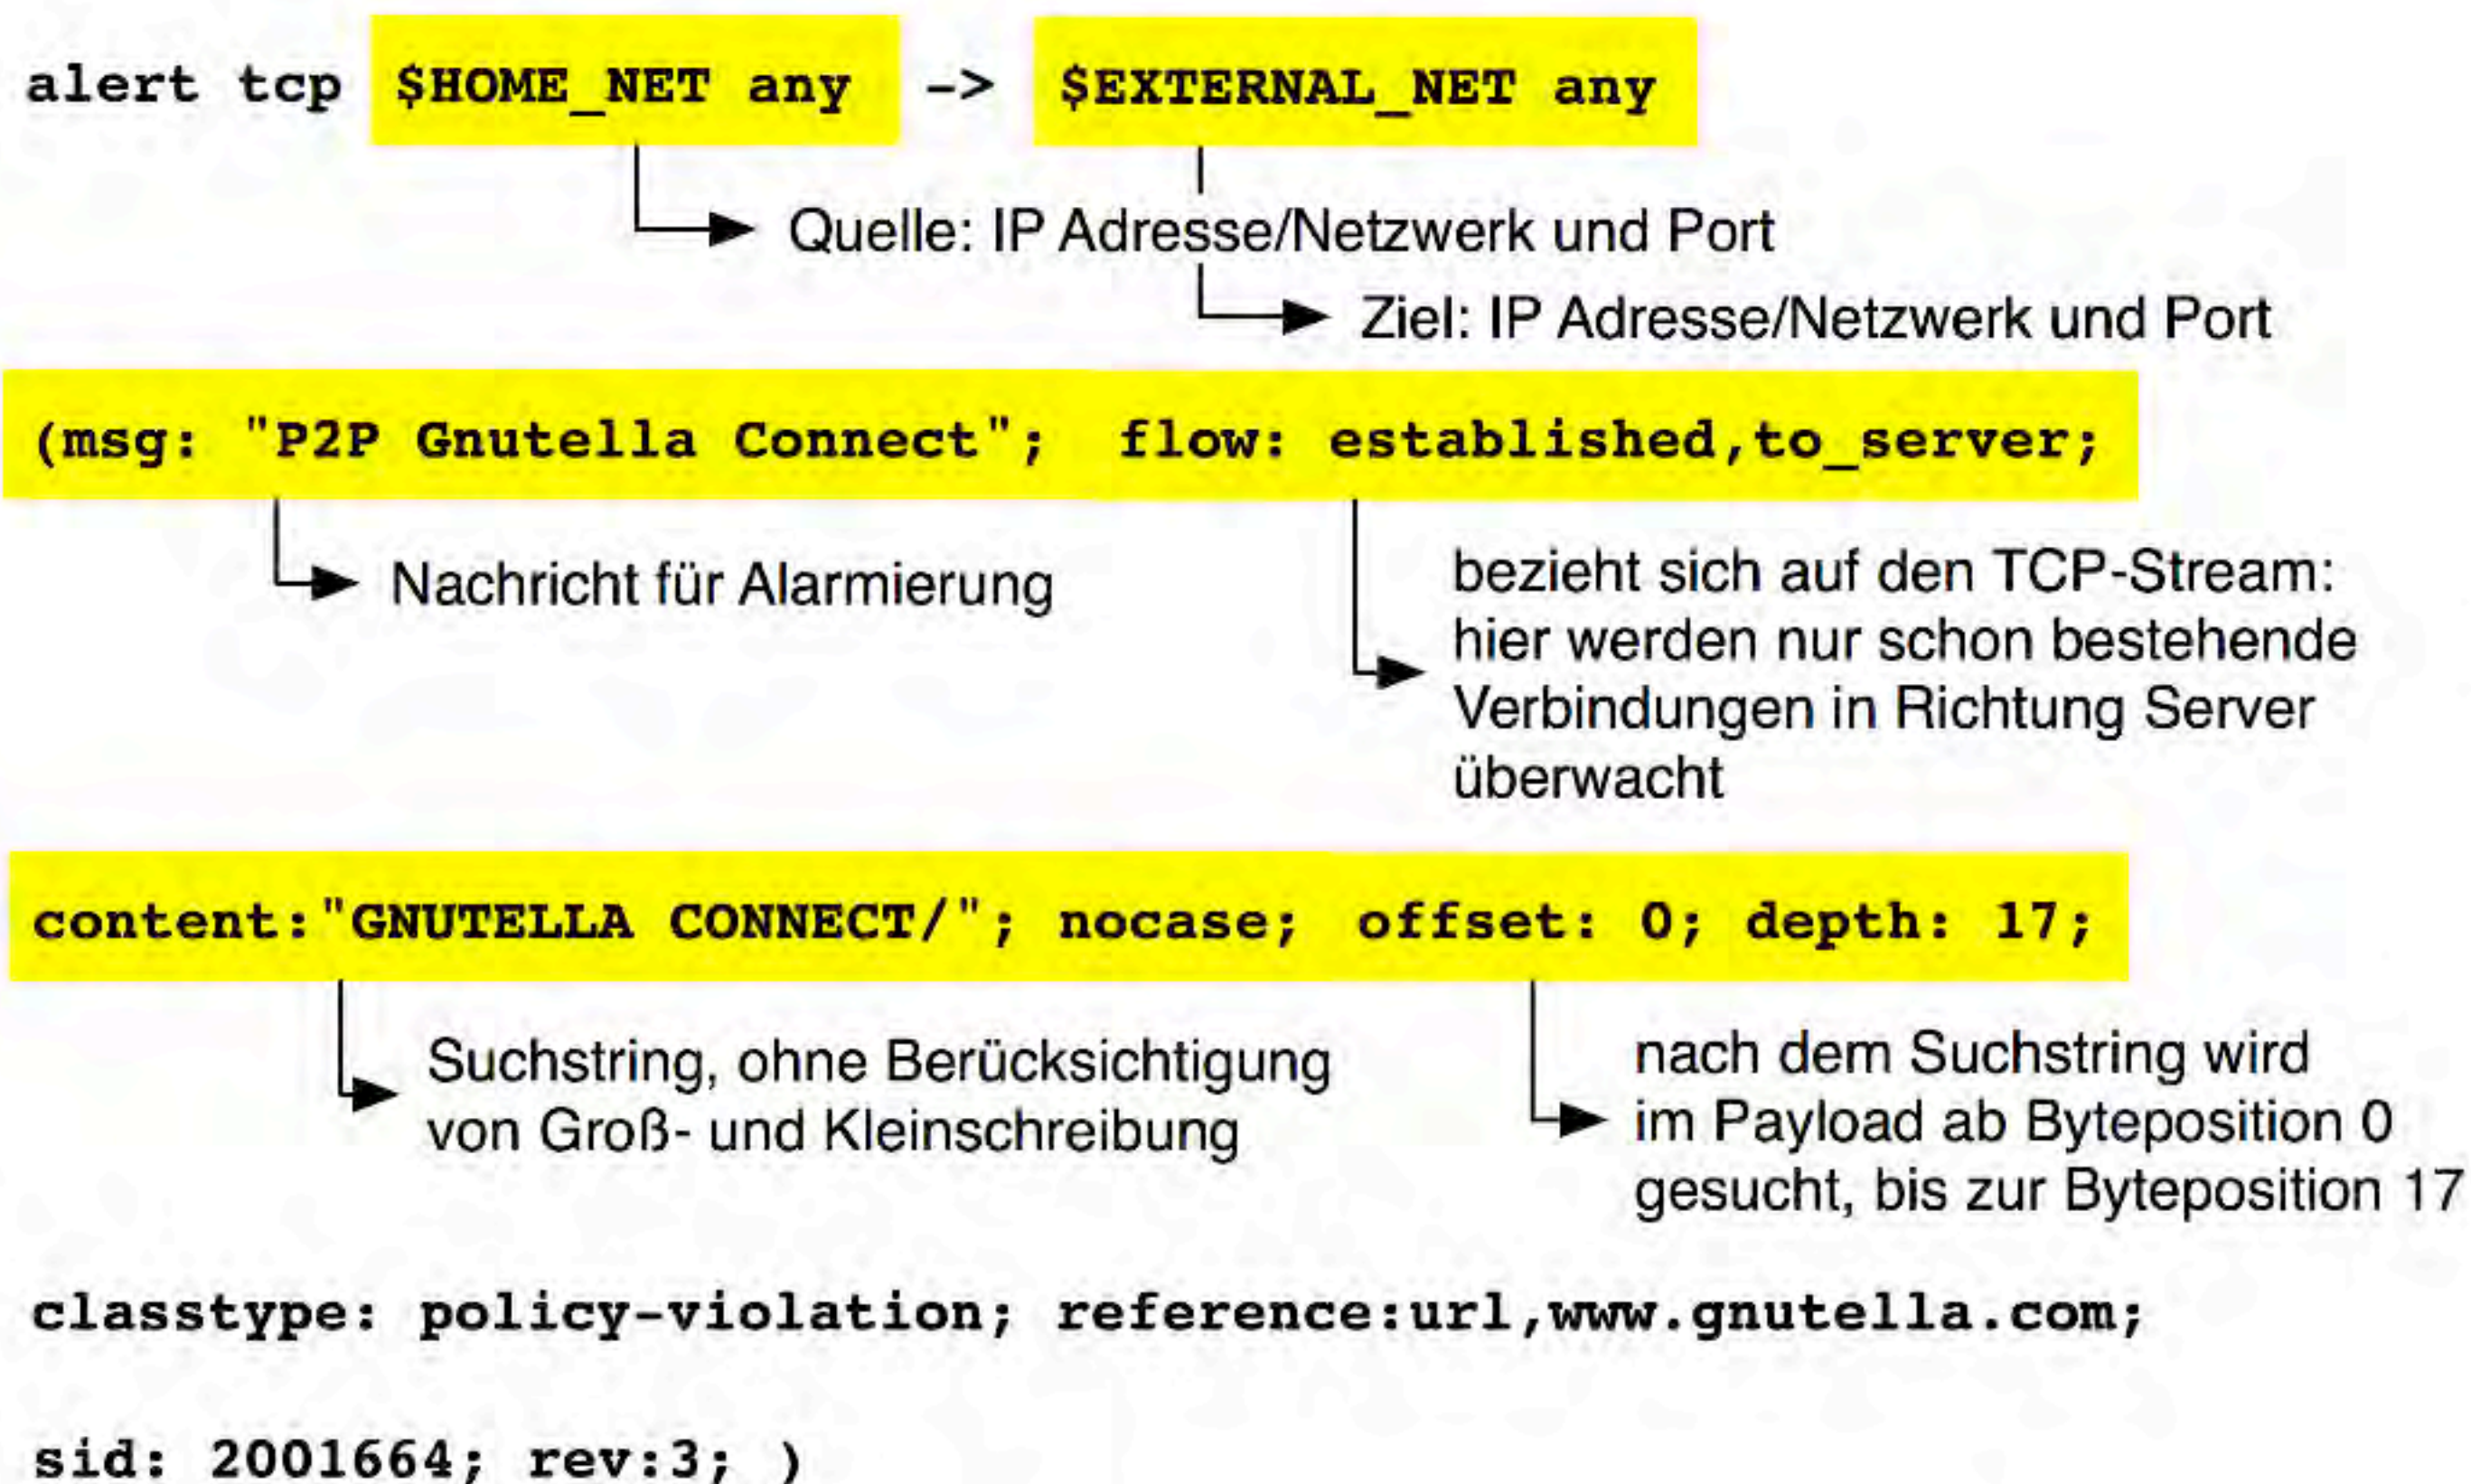 alert tcp $HOME_NET any -> $EXTERNAL_NET any
Quelle: IP Adresse/Netzwerk und Port
Ziel: IP Adresse/Netzwerk und Port
(msg: "P2P Gnutella Connect"; flow: established,to_server;
Nachricht für Alarmierung
bezieht sich auf den TCP-Stream:
hier werden nur schon bestehende
Verbindungen in Richtung Server
überwacht
content:"GNUTELLA CONNECT/"; nocase; offset: 0; depth: 17;
Suchstring, ohne Berücksichtigung
von Groß- und Kleinschreibung
nach dem Suchstring wird
im Payload ab Byteposition 0
gesucht, bis zur Byteposition 17
classtype: policy-violation; reference:url,www.gnutella.com;
sid: 2001664; rev:3; )